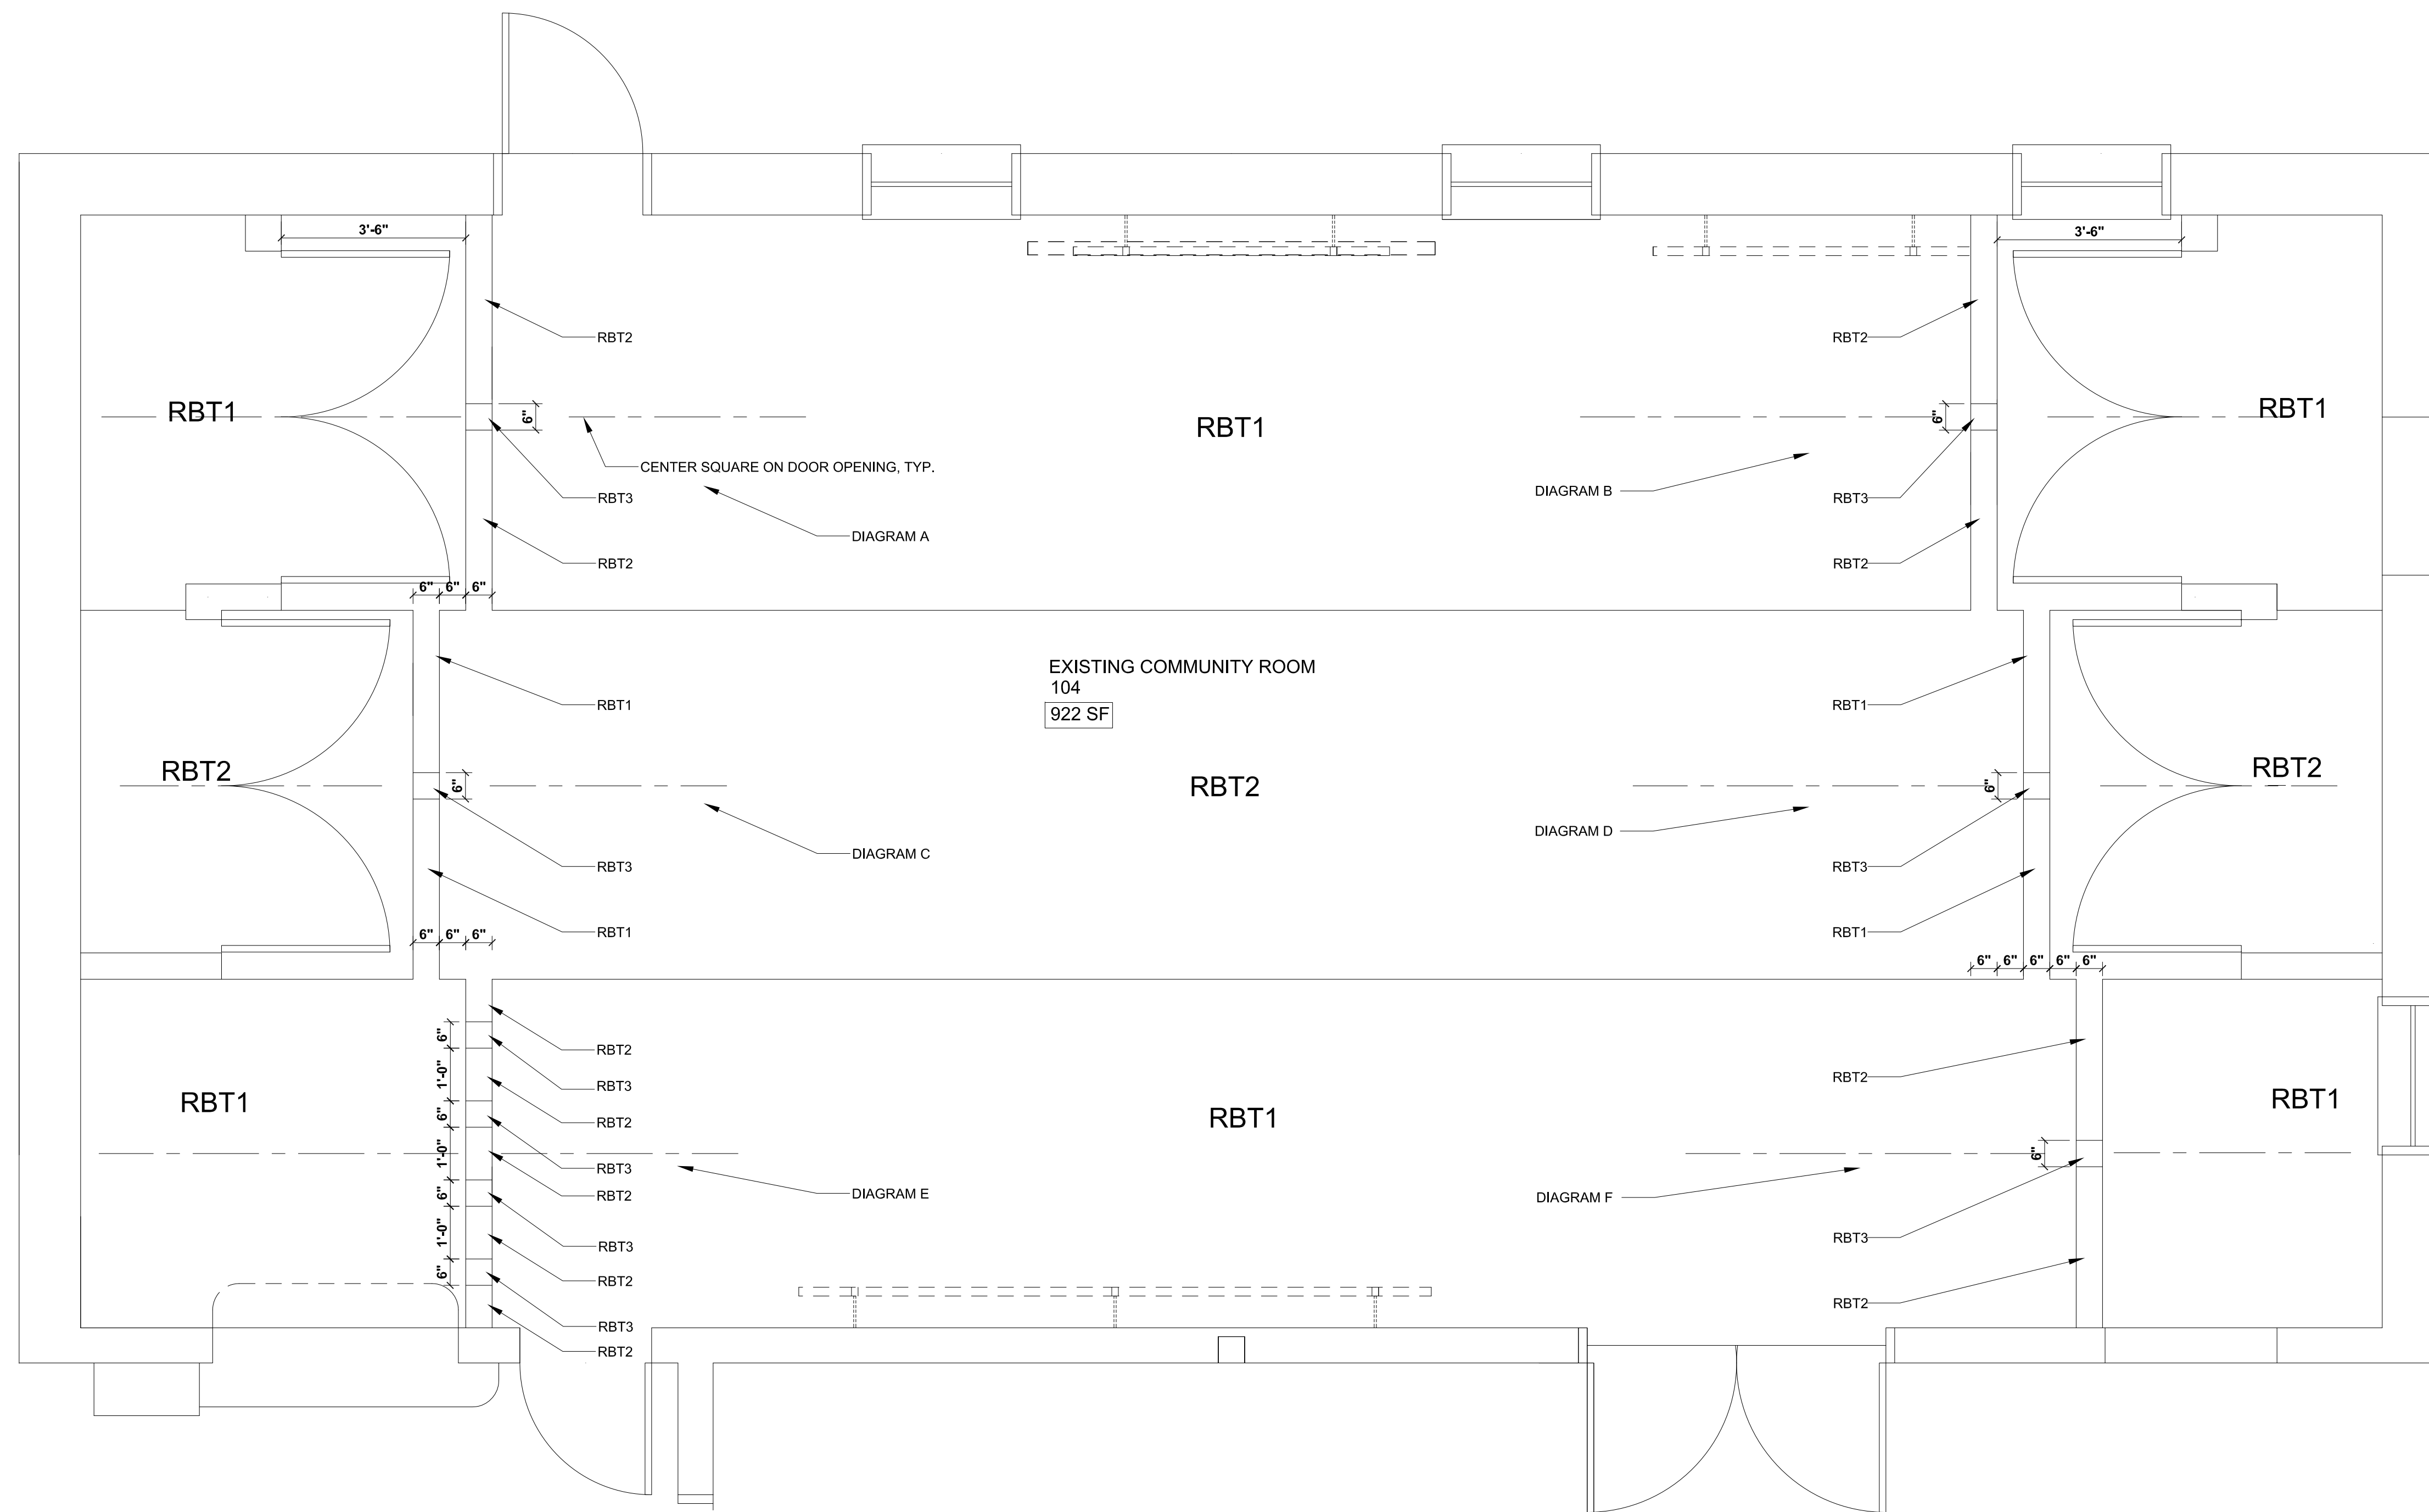 3'-6"
3'-6"
RBT2
RBT2
RBT1
6"
RBT1
6"
RBT1
CENTER SQUARE ON DOOR OPENING, TYP.
RBT3
DIAGRAM B
RBT3
DIAGRAM A
RBT2
RBT2
6" 6" 6"
EXISTING COMMUNITY ROOM
104
922 SF
RBT1
RBT1
RBT2
6"
RBT2
6"
RBT2
DIAGRAM D
DIAGRAM C
RBT3
RBT3
RBT1
RBT1
6" 6" 6"
6" 6" 6" 6" 6"
6"
RBT2
1'-0"
RBT3
RBT2
RBT1
6"
RBT2
RBT1
RBT1
1'-0"
RBT3
6"
RBT2
6"
DIAGRAM E
DIAGRAM F
1'-0"
RBT3
RBT3
6"
RBT2
RBT2
RBT3
RBT2